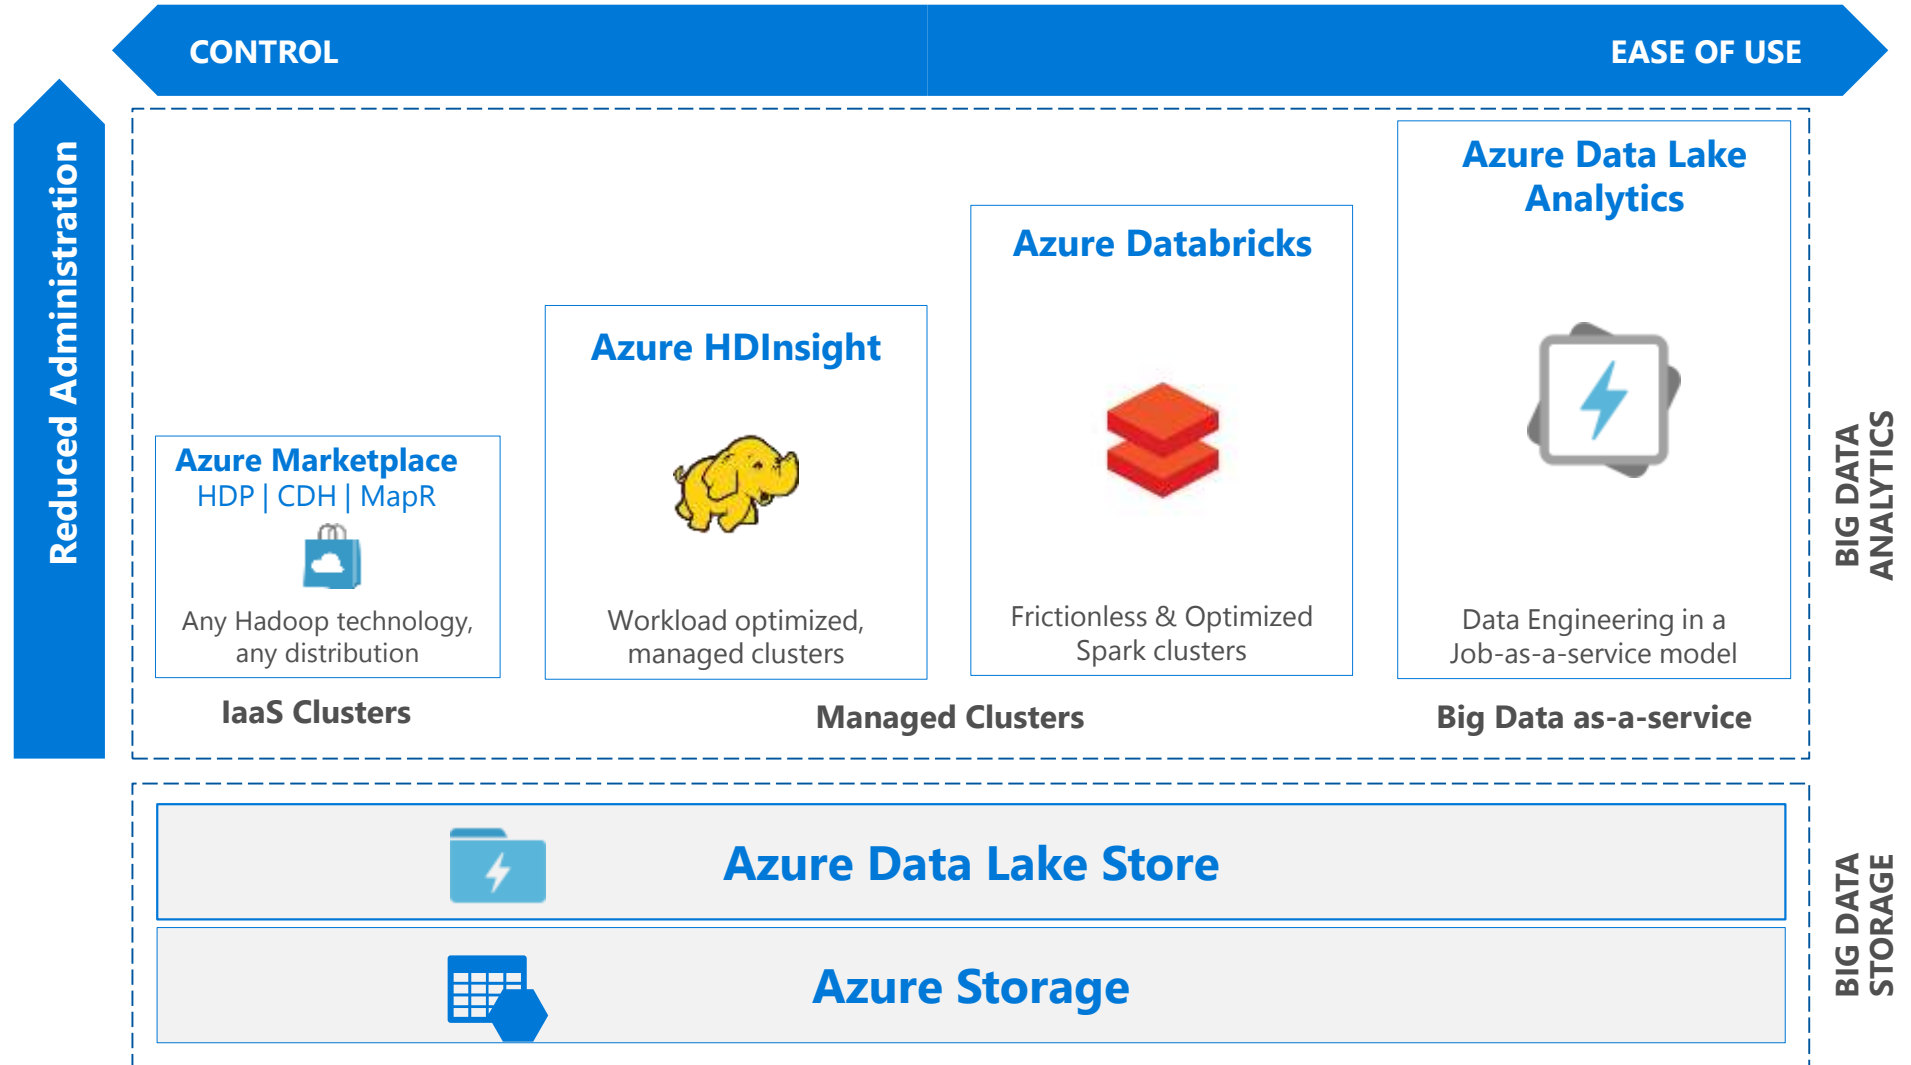 CONTROL
EASE OF USE
Reduced Administration
Azure Marketplace
HDP | CDH | MapR
Any Hadoop technology,
any distribution
IaaS Clusters
Azure HDInsight
Workload optimized,
managed clusters
Azure Databricks
Frictionless & Optimized
Spark clusters
Managed Clusters
Azure Data Lake
Analytics
Data Engineering in a
Job-as-a-service model
Big Data as-a-service
BIG DATA
ANALYTICS
Azure Data Lake Store
Azure Storage
BIG DATA
STORAGE